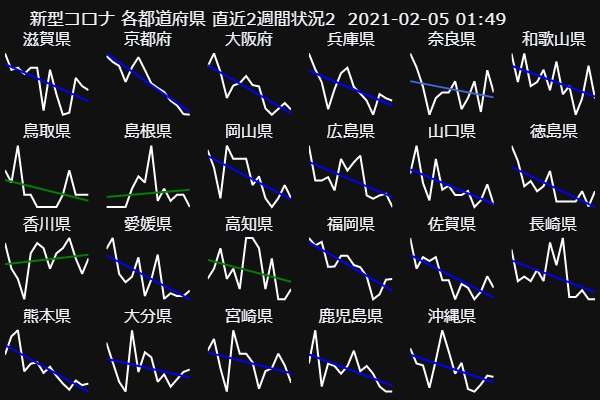 新型コロナ 各都道府県 直近2週間状況2 2021-02-05 01:49
滋賀県 京都府 大阪府 兵庫県 奈良県 和歌山県
鳥取県 島根県 岡山県 広島県 山口県 徳島県
香川県 愛媛県 高知県 福岡県 佐賀県 長崎県
熊本県 大分県 宮崎県 鹿児島県 沖縄県